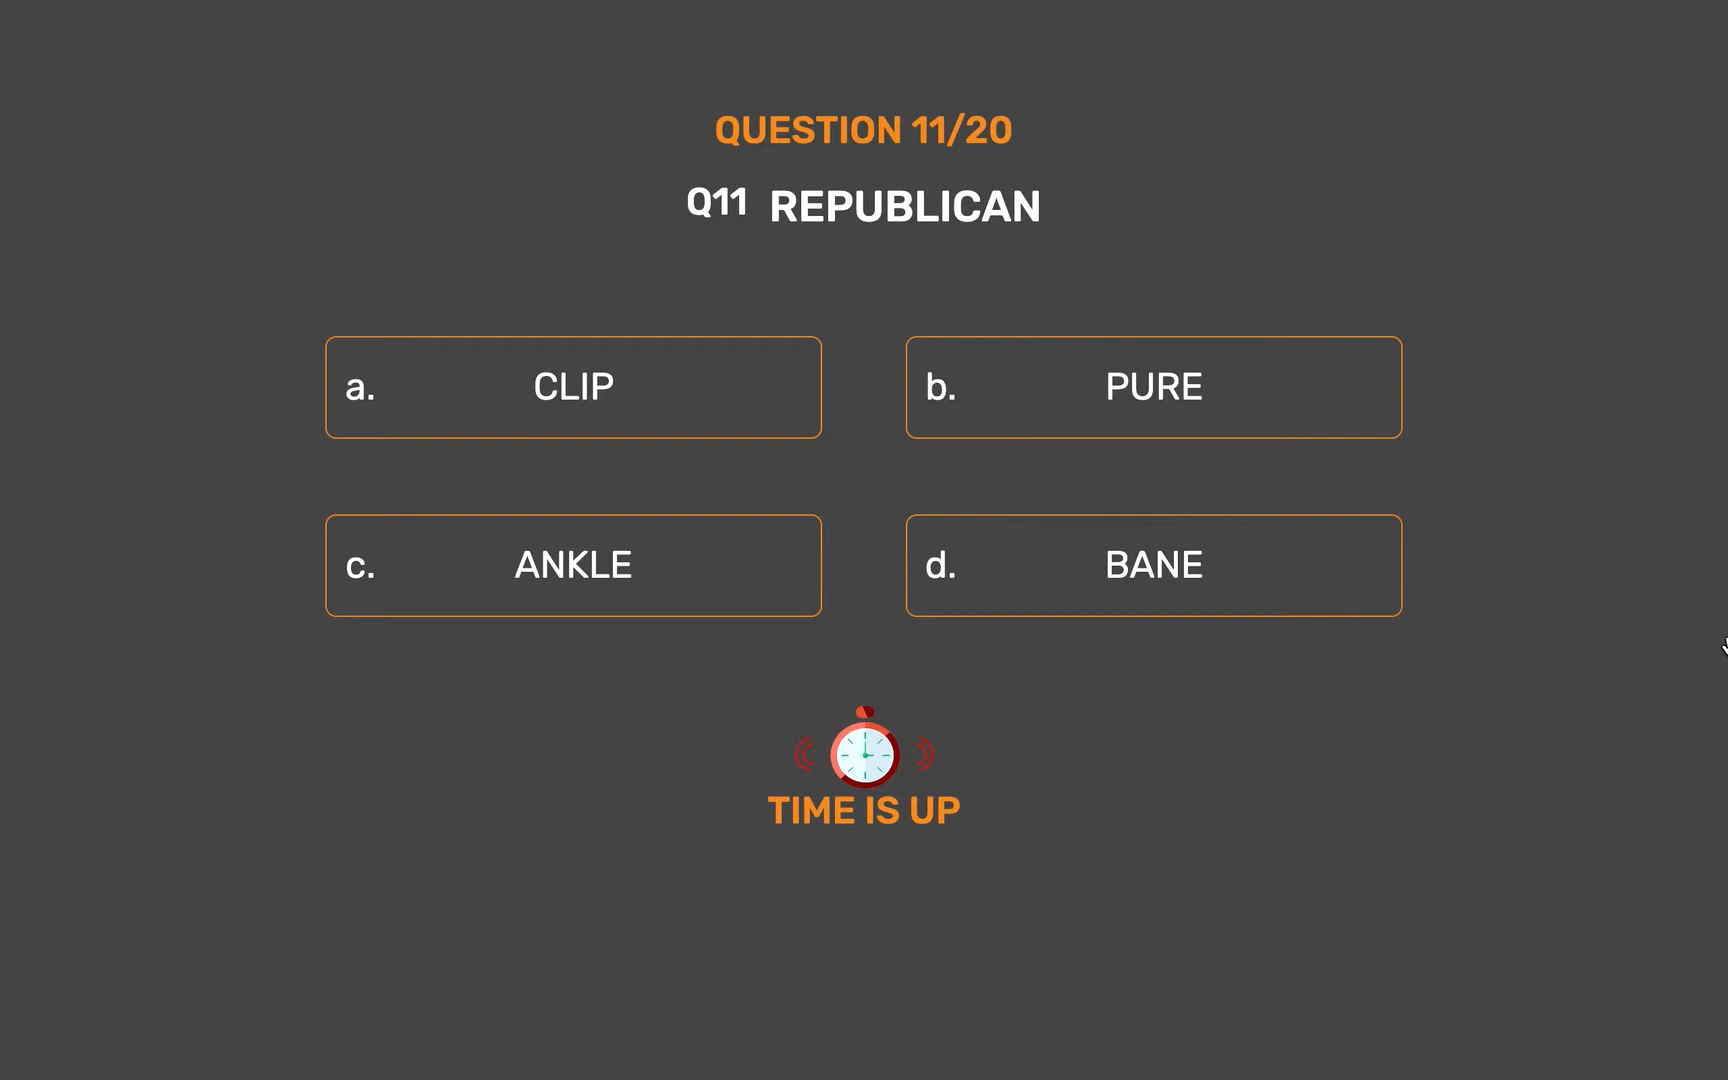 QUESTION 11/20
Q11 REPUBLICAN
a. CLIP
b. PURE
c. ANKLE
d. BANE
TIME IS UP